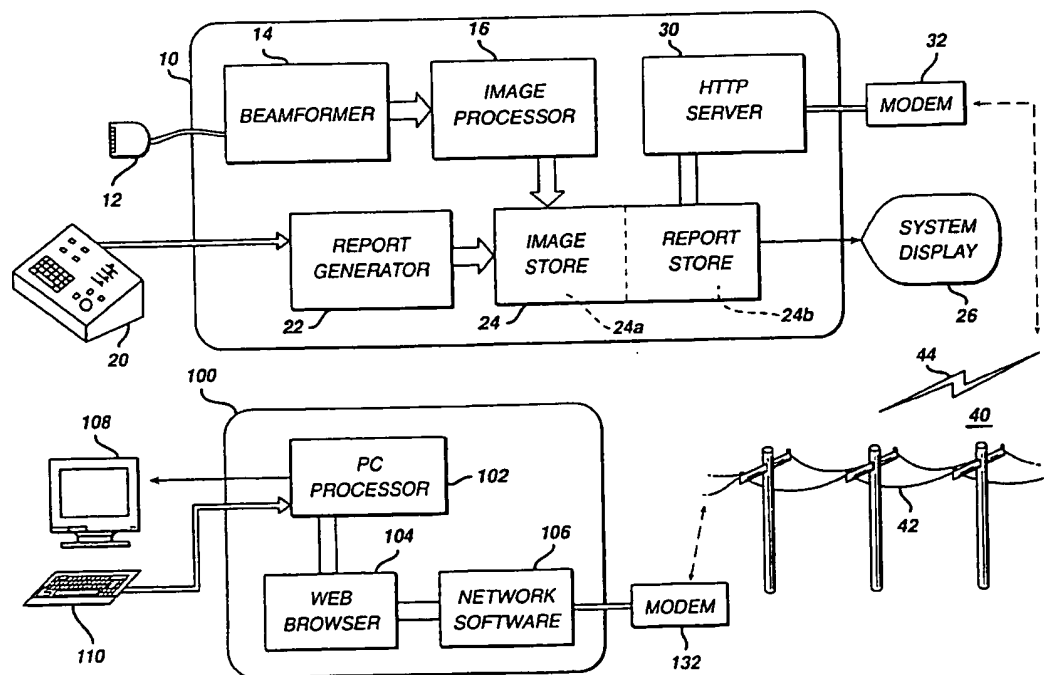 14
16
30
32
10
BEAMFORMER
IMAGE
PROCESSOR
HTTP
SERVER
MODEM
12
REPORT
GENERATOR
IMAGE
STORE
REPORT
STORE
SYSTEM
DISPLAY
20
22
24
24a
24b
26
44
40
42
100
108
PC
PROCESSOR
102
104
106
WEB
BROWSER
NETWORK
SOFTWARE
MODEM
110
132